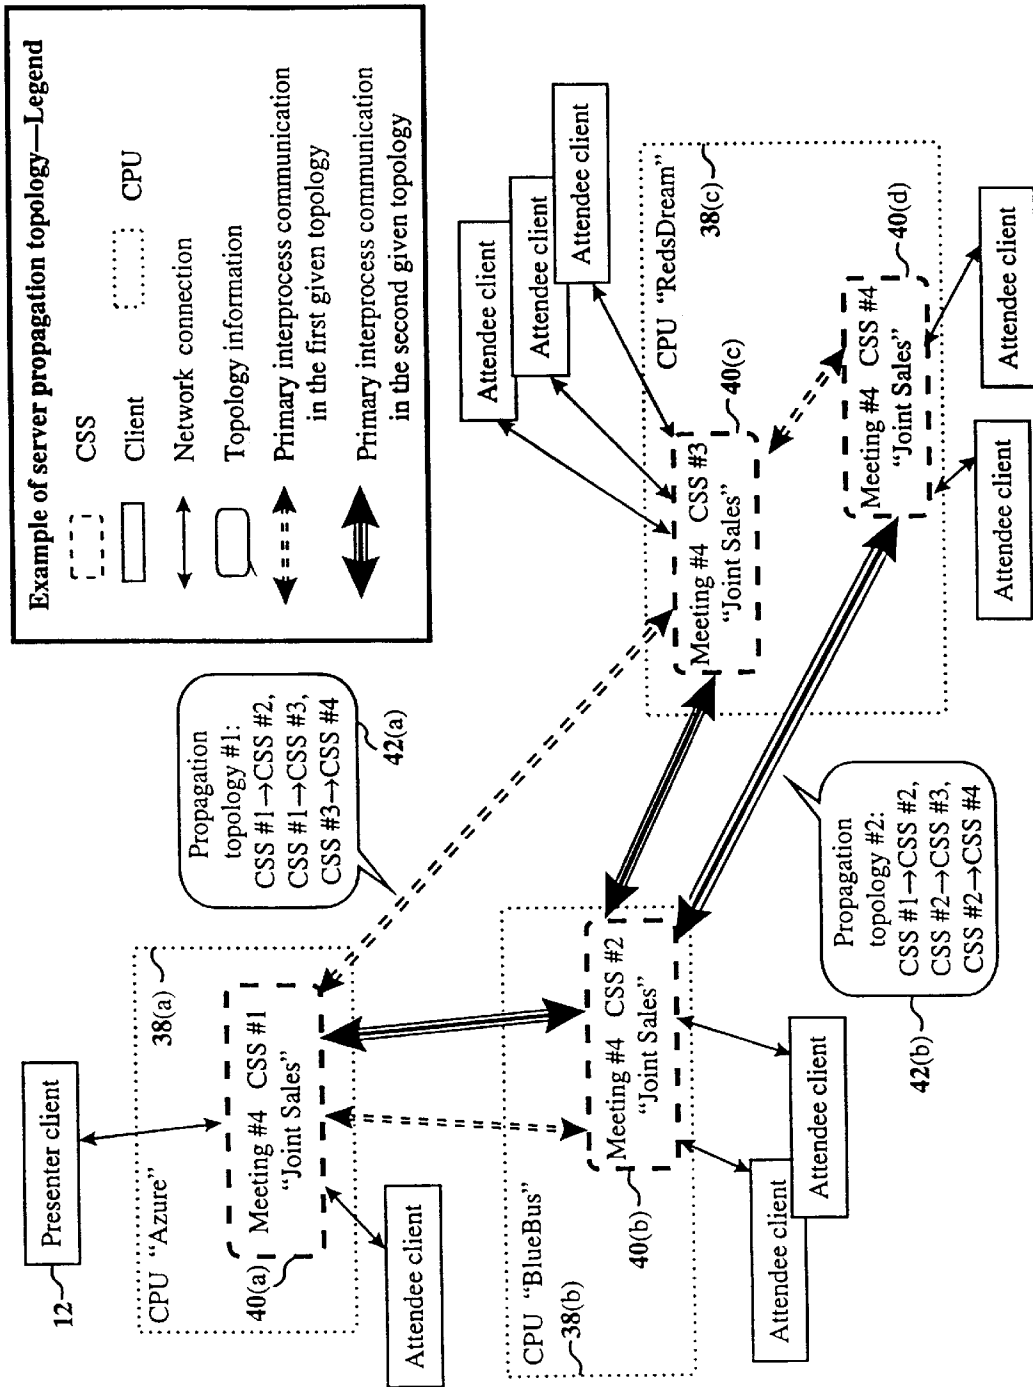 Example of server propagation topology—Legend
CSS
Client
CPU
Network connection
Topology information
Primary interprocess communication
in the first given topology
Primary interprocess communication
in the second given topology
12
Presenter client
38(a)
CPU “Azure”
Meeting #4 CSS #1
“Joint Sales”
40(a)
Attendee client
Propagation
topology #1:
CSS #1→CSS #2,
CSS #1→CSS #3,
CSS #3→CSS #4
42(a)
Attendee client
Attendee client
Attendee client
CPU “RedsDream”
38(c)
40(c)
Meeting #4 CSS #3
“Joint Sales”
40(d)
Meeting #4 CSS #4
“Joint Sales”
Attendee client
Attendee client
CPU “BlueBus”
38(b)
Meeting #4 CSS #2
“Joint Sales”
40(b)
Attendee client
Attendee client
Propagation
topology #2:
CSS #1→CSS #2,
CSS #2→CSS #3,
CSS #2→CSS #4
42(b)